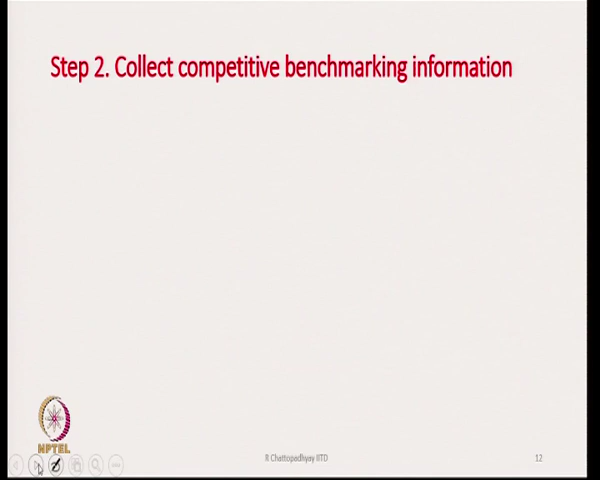 Step 2. Collect competitive benchmarking information
NPTEL
R Chattopadhyay IITD
12